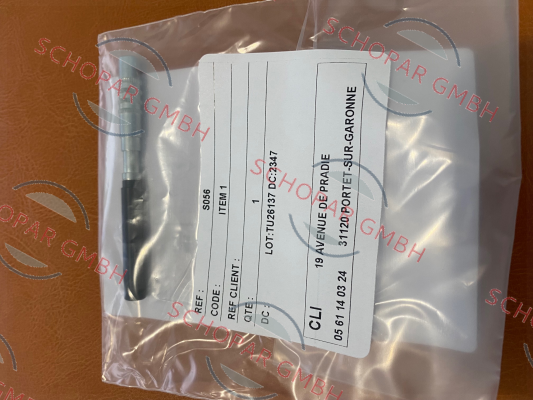 REF : S056
CODE : ITEM 1
REF CLIENT :
QTE : 1
DC : LOT:TU26137 DC:2347
CLI 19 AVENUE DE PRADIE
05 61 14 03 24 31120 PORTET-SUR-GARONNE
SCHOPAR GMBH
SCHOPAR GMBH
SCHOPAR GMBH
SCHOPAR GMBH
SCHOPAR GMBH
SCHOPAR GMBH